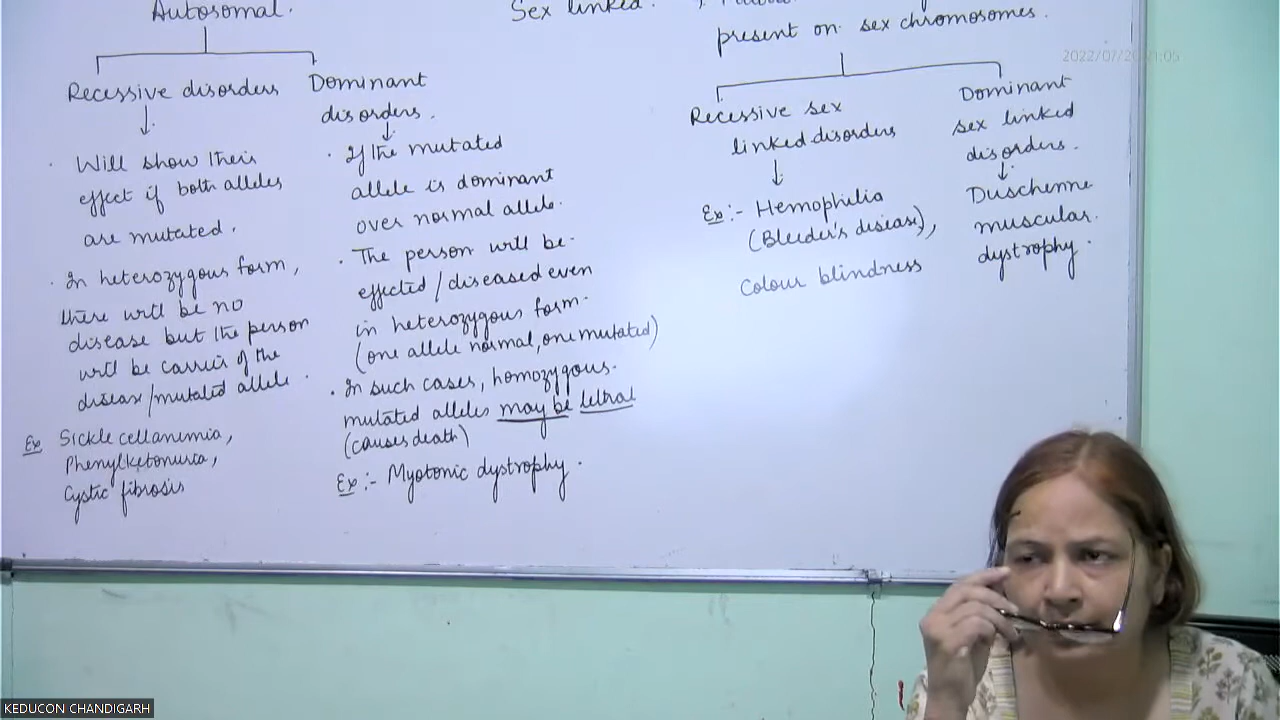 Autosomal.
Recessive disorders
Will show their
effect if both alleles
are mutated.
In heterozygous form,
there will be no
disease but the person
will be carrier of the
disease/mutated allele.
Ex Sickle cell anemia,
Phenylketonuria,
Cystic fibrosis
Dominant
disorders.
If the mutated
allele is dominant
over normal allele.
The person will be
effected/diseased even
in heterozygous form.
(one allele normal, one mutated)
In such cases, homozygous
mutated alleles may be lethal
(causes death)
Ex:- Myotonic dystrophy.
Sex linked.
present on sex chromosomes.
Recessive sex
linked disorders
Ex:- Hemophilia
(Bleeder's disease),
Colour blindness
Dominant
sex linked
disorders.
Duschenne
muscular
dystrophy.
KEDUCON CHANDIGARH